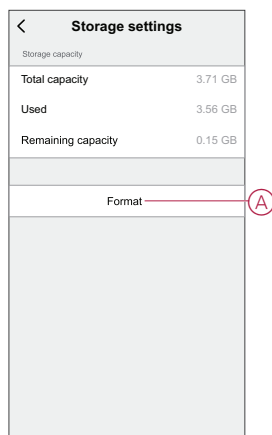 Storage settings
Storage capacity
Total capacity 3.71 GB
Used 3.56 GB
Remaining capacity 0.15 GB
Format
A